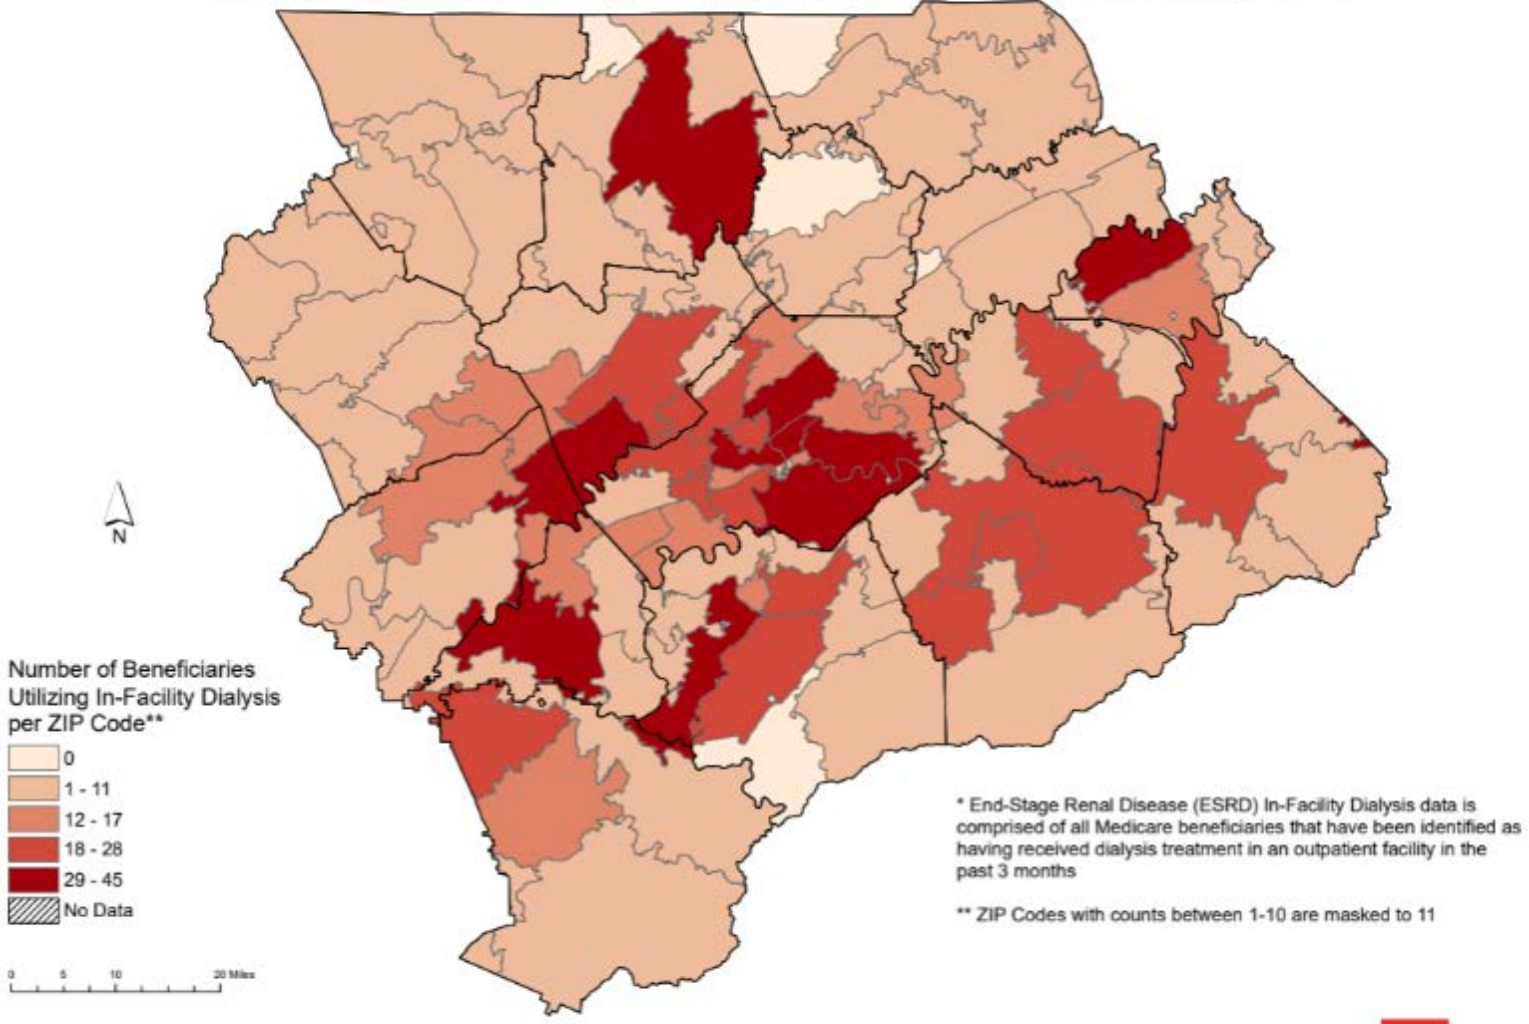 N
Number of Beneficiaries
Utilizing In-Facility Dialysis
per ZIP Code**
0
1 - 11
12 - 17
18 - 28
29 - 45
No Data
0 5 10 20 Miles
* End-Stage Renal Disease (ESRD) In-Facility Dialysis data is
comprised of all Medicare beneficiaries that have been identified as
having received dialysis treatment in an outpatient facility in the
past 3 months
** ZIP Codes with counts between 1-10 are masked to 11